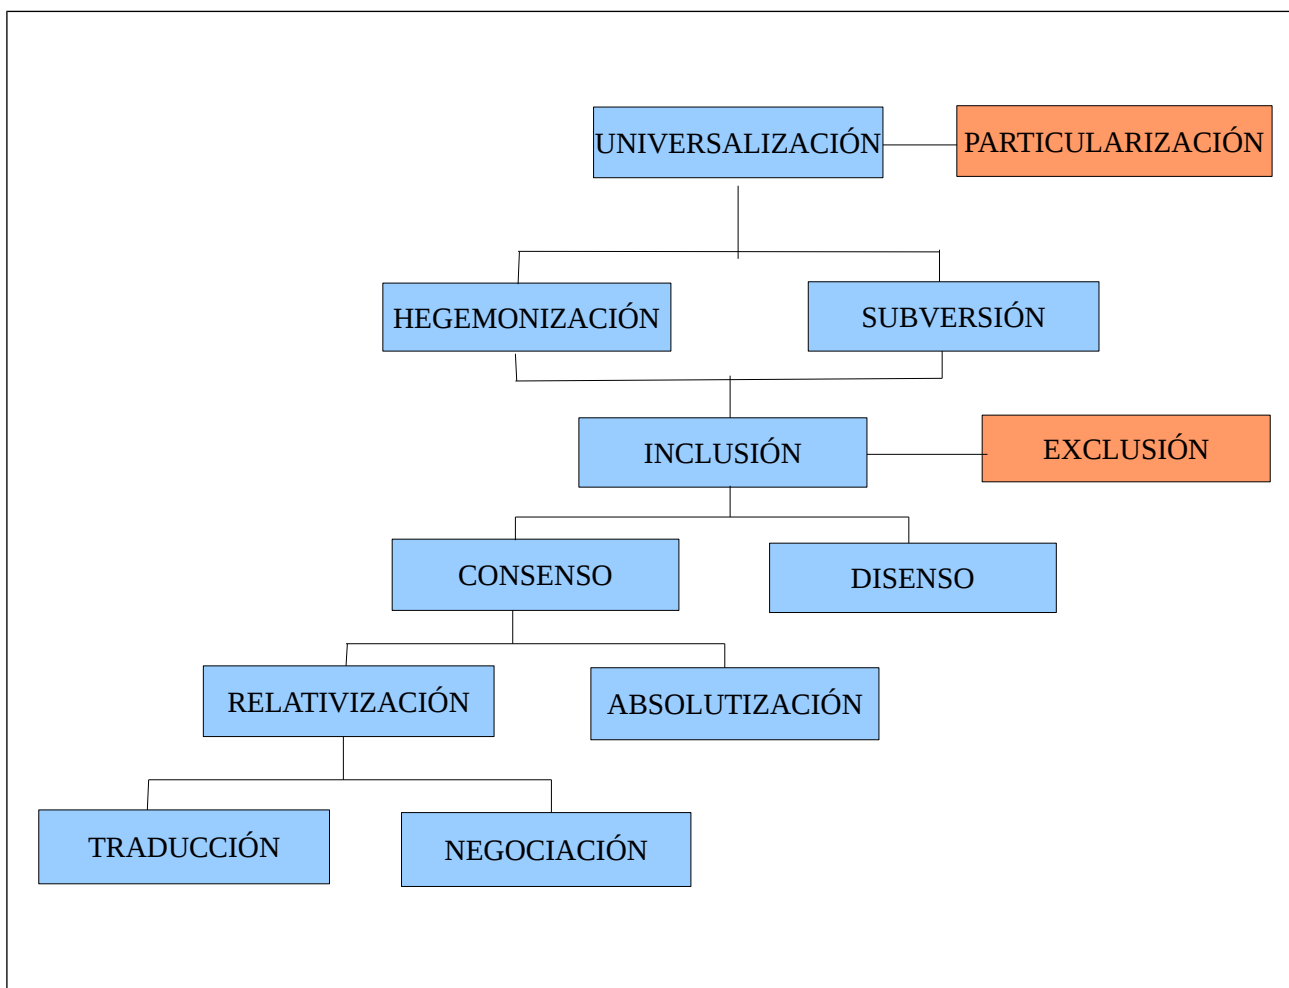 UNIVERSALIZACIÓN
PARTICULARIZACIÓN
HEGEMONIZACIÓN
SUBVERSIÓN
INCLUSIÓN
EXCLUSIÓN
CONSENSO
DISENSO
RELATIVIZACIÓN
ABSOLUTIZACIÓN
TRADUCCIÓN
NEGOCIACIÓN